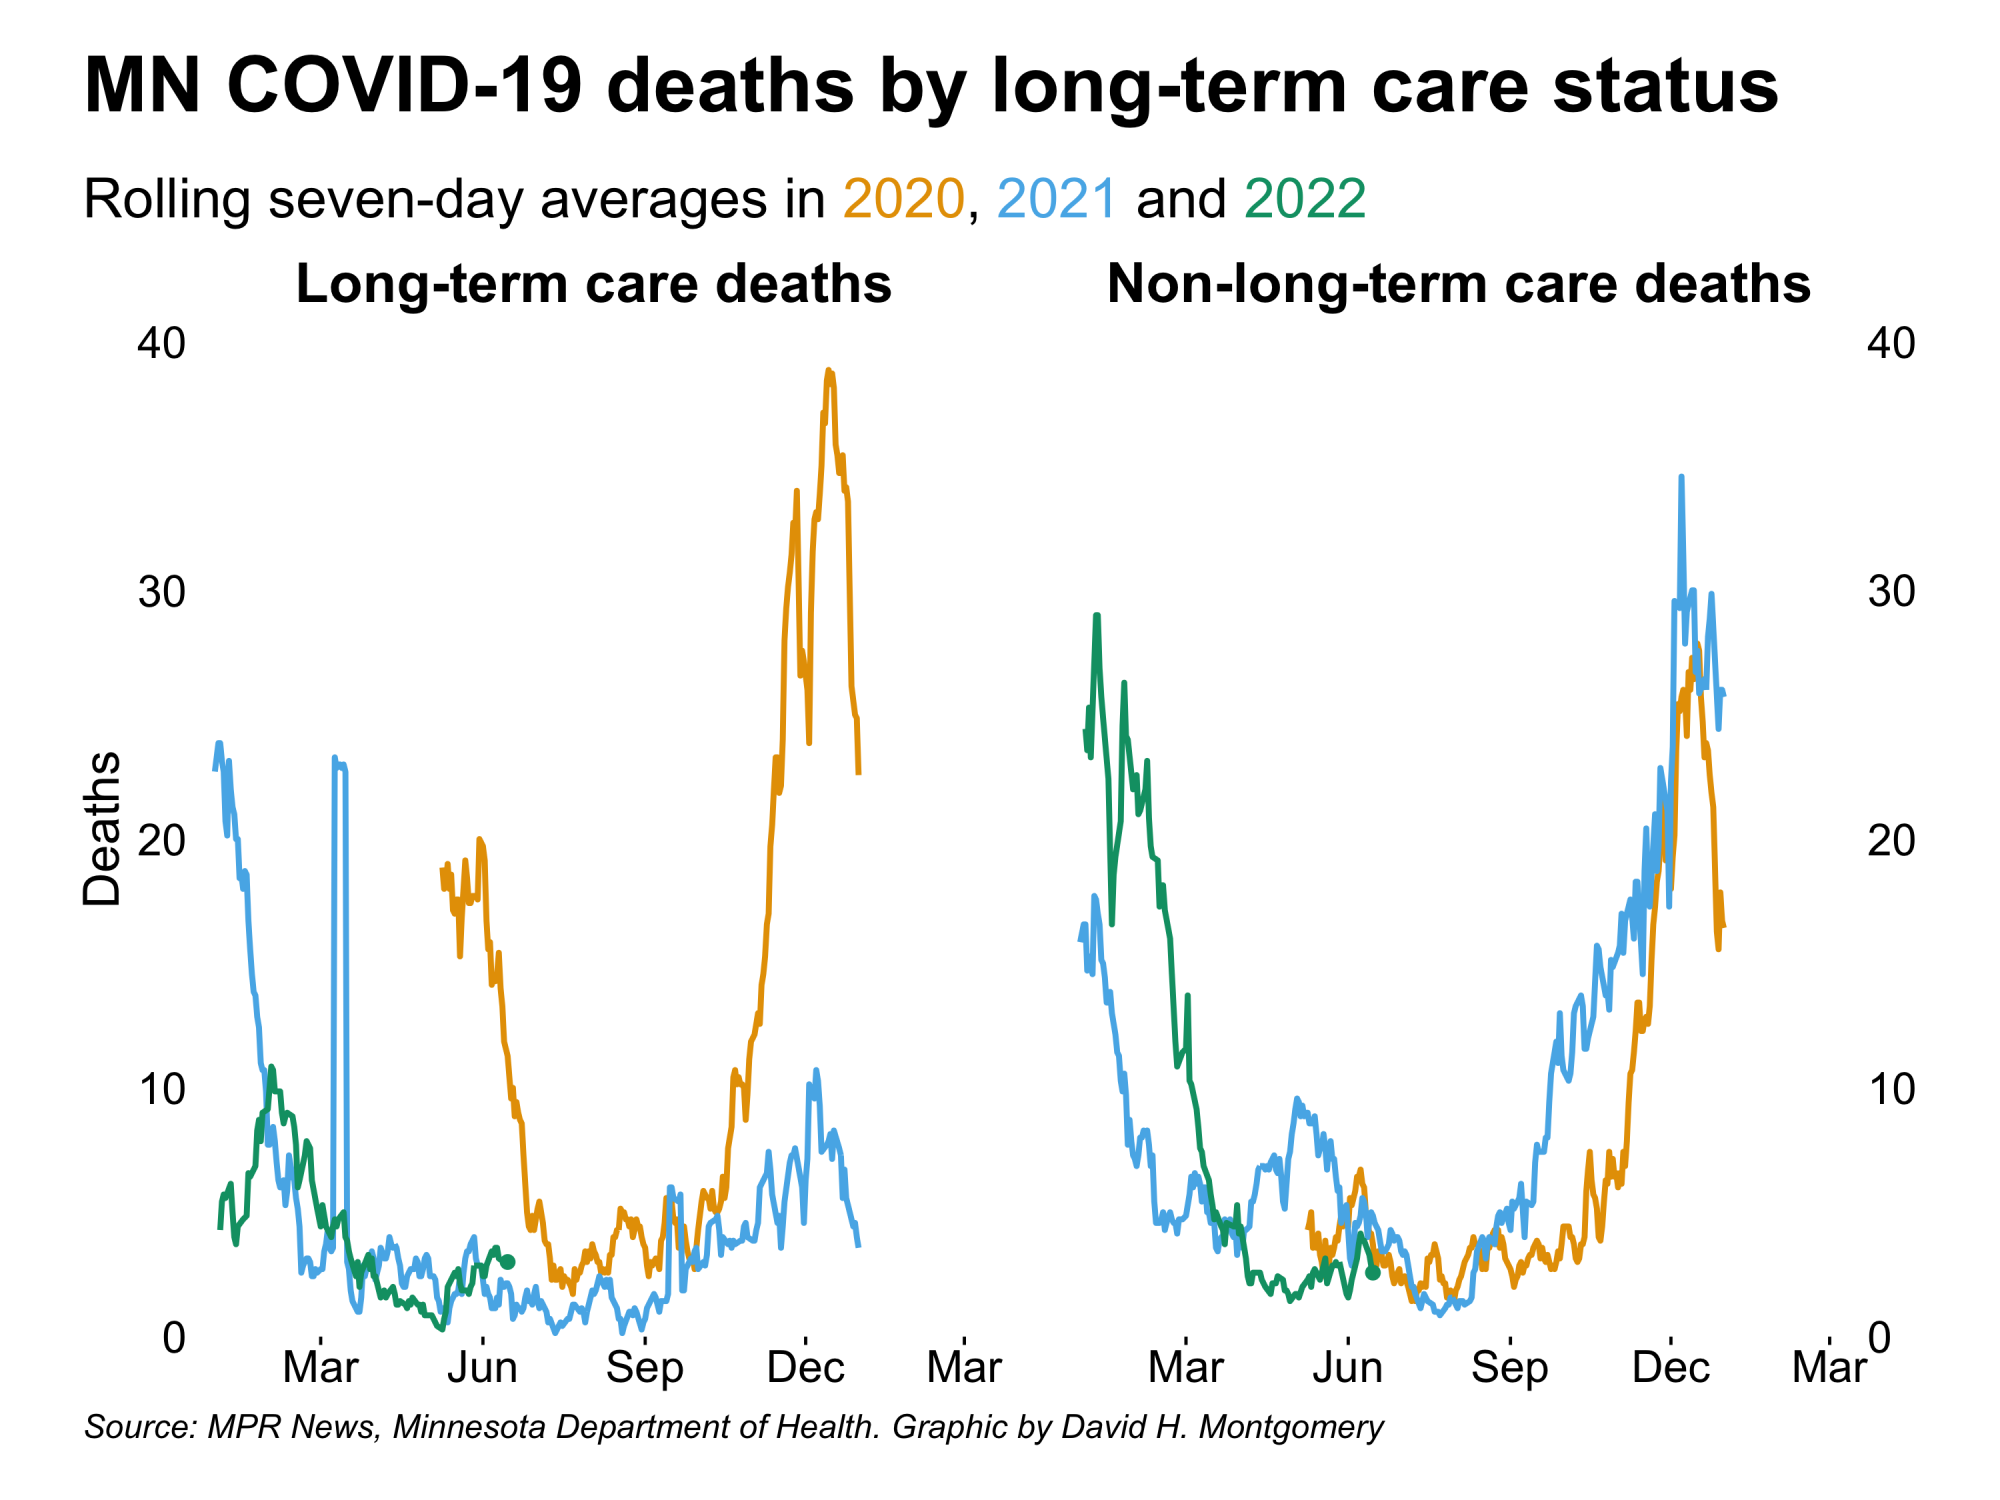 MN COVID-19 deaths by long-term care status
Rolling seven-day averages in 2020, 2021 and 2022
Long-term care deaths
Non-long-term care deaths
Deaths
40
30
20
10
0
40
30
20
10
0
Mar Jun Sep Dec Mar
Mar Jun Sep Dec Mar
Source: MPR News, Minnesota Department of Health. Graphic by David H. Montgomery